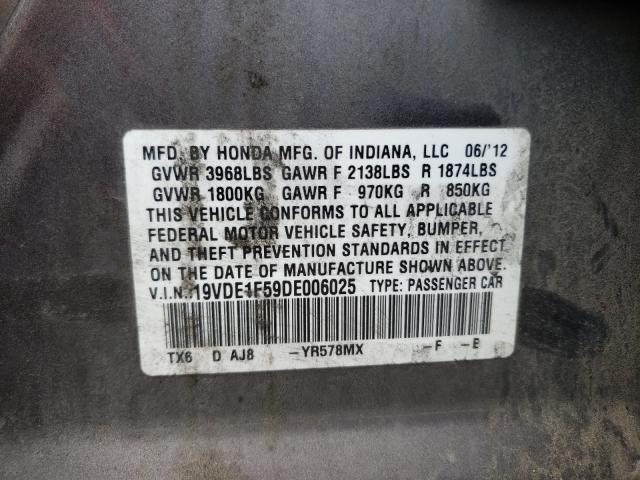 MFD. BY HONDA MFG. OF INDIANA, LLC 06/'12
GVWR 3968LBS GAWR F 2138LBS R 1874LBS
GVWR 1800KG GAWR F 970KG R 850KG
THIS VEHICLE CONFORMS TO ALL APPLICABLE
FEDERAL MOTOR VEHICLE SAFETY, BUMPER,
AND THEFT PREVENTION STANDARDS IN EFFECT
ON THE DATE OF MANUFACTURE SHOWN ABOVE.
V.I.N.:19VDE1F59DE006025 TYPE: PASSENGER CAR
TX6 D AJ8 -YR578MX -F -B